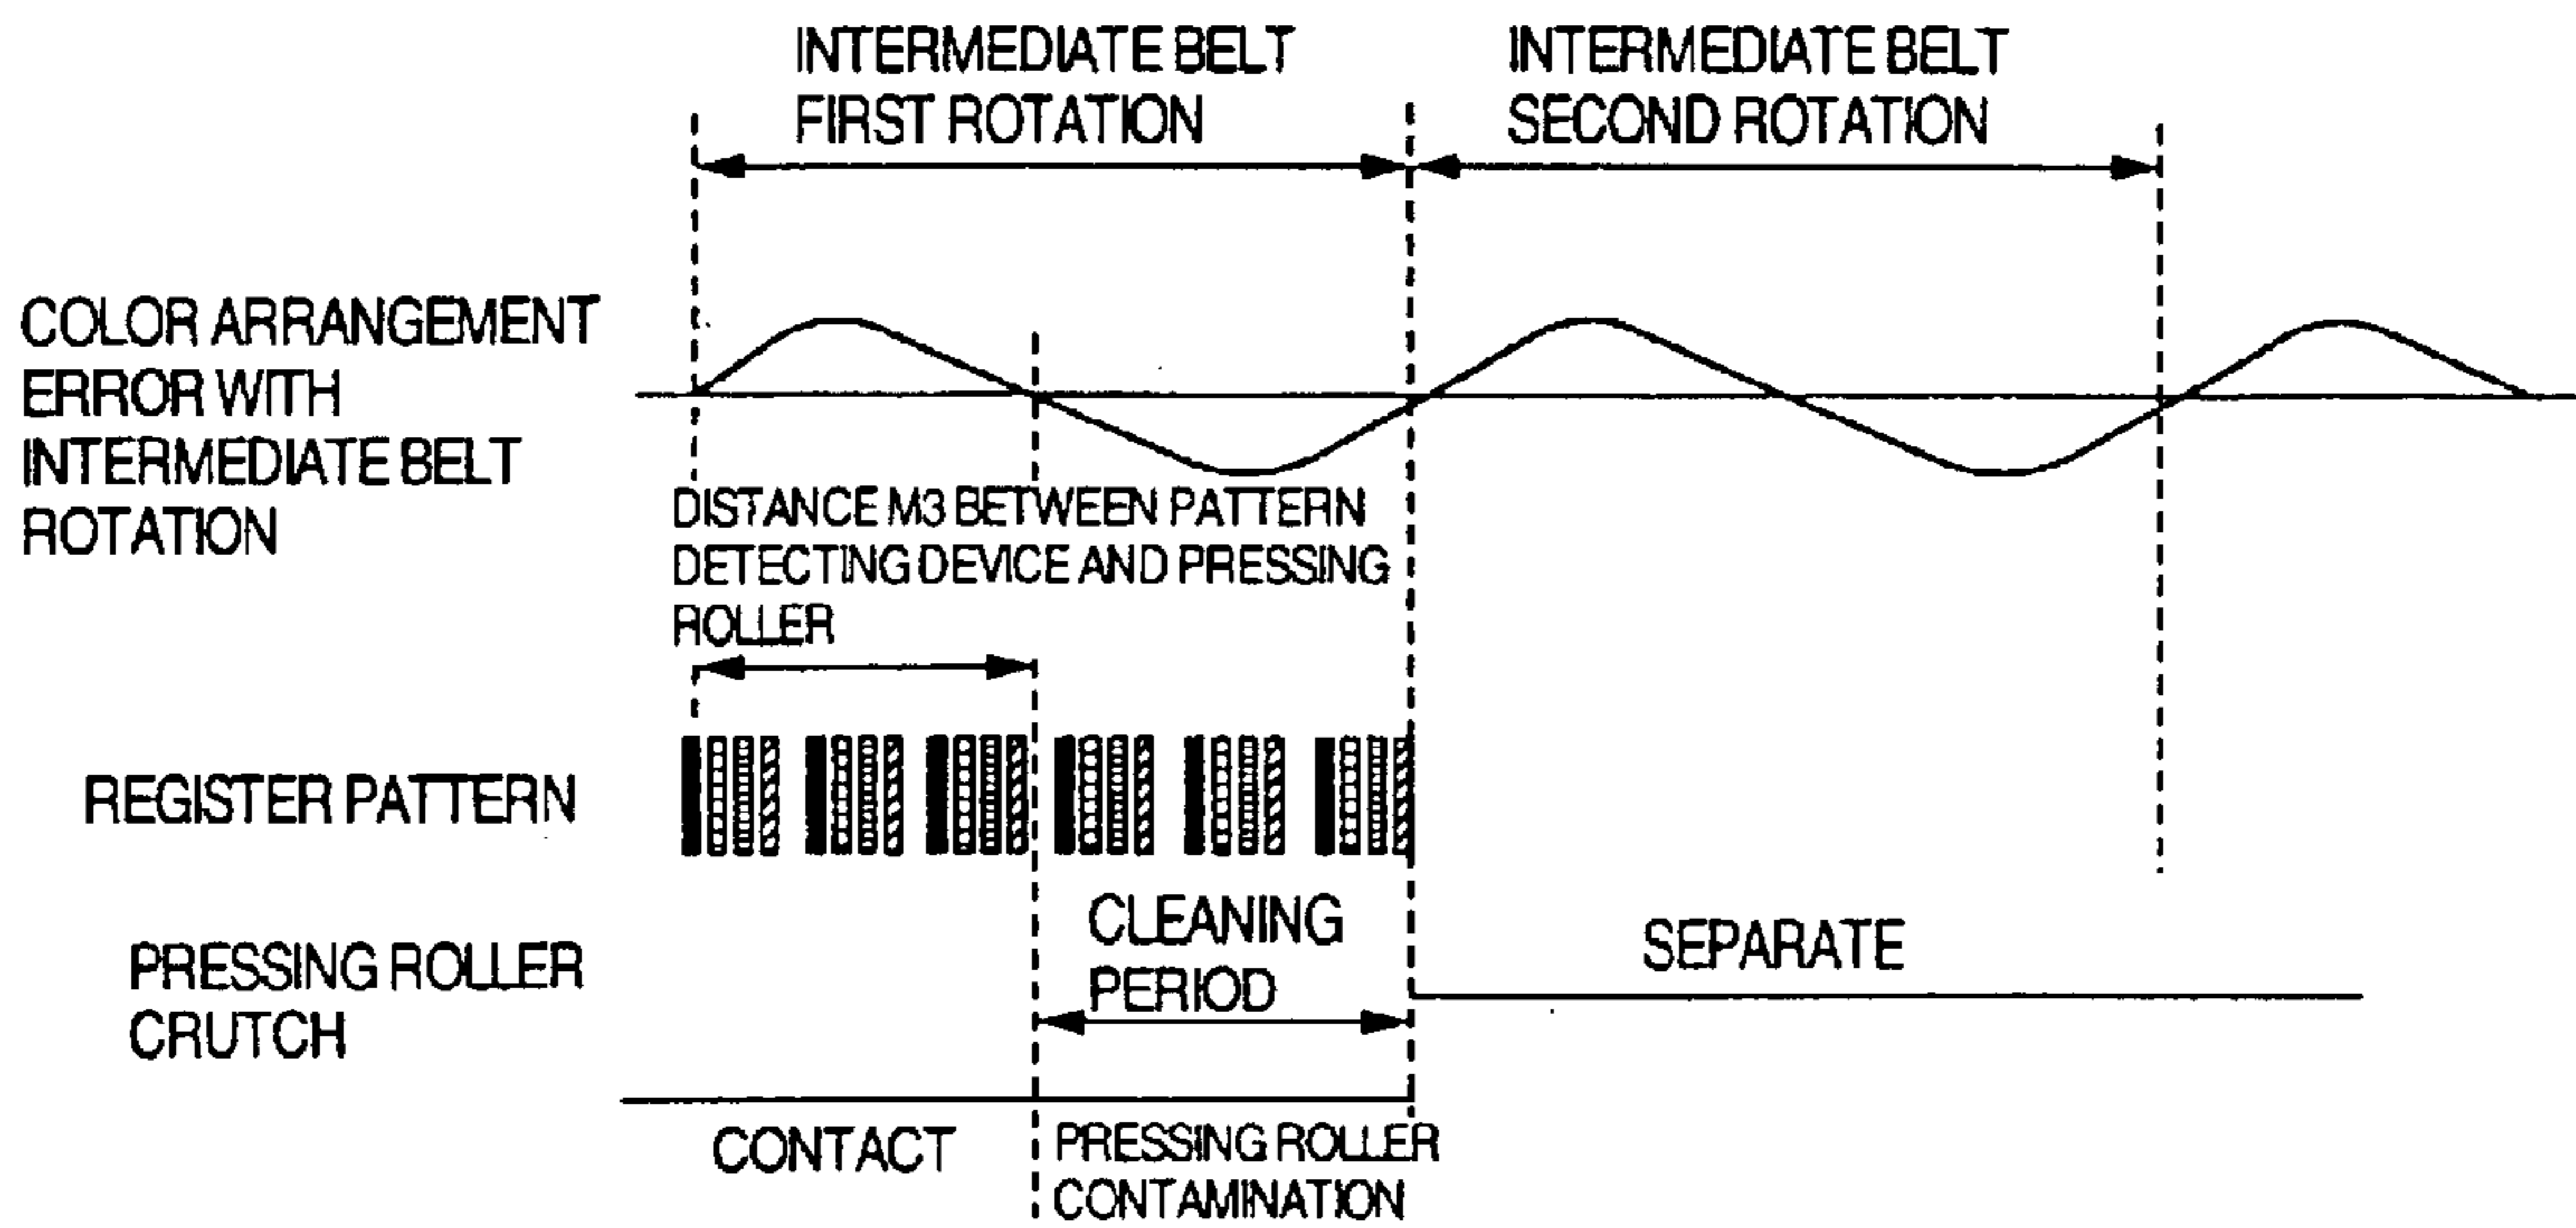 INTERMEDIATE BELT
FIRST ROTATION
INTERMEDIATE BELT
SECOND ROTATION
COLOR ARRANGEMENT
ERROR WITH
INTERMEDIATE BELT
ROTATION
DISTANCE M3 BETWEEN PATTERN
DETECTING DEVICE AND PRESSING
ROLLER
REGISTER PATTERN
CLEANING
PERIOD
SEPARATE
PRESSING ROLLER
CRUTCH
CONTACT
PRESSING ROLLER
CONTAMINATION